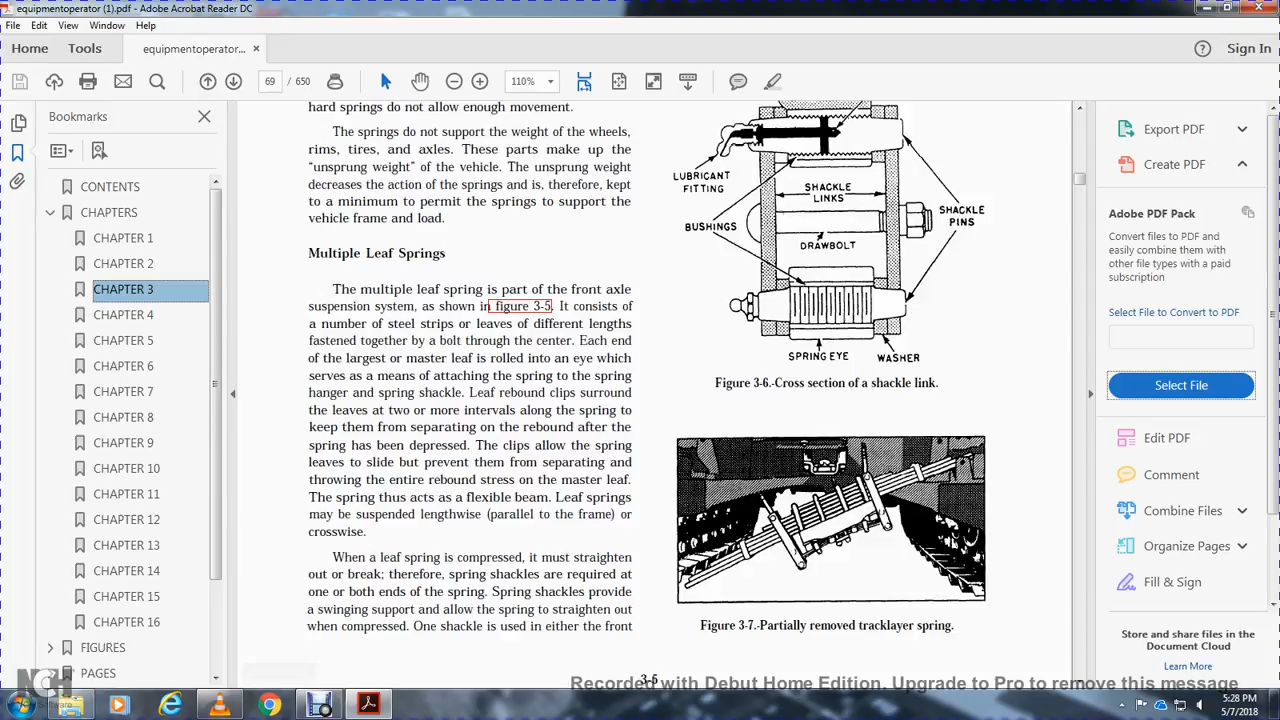 equipmentoperator (1).pdf - Adobe Acrobat Reader DC
File Edit View Window Help
Home Tools equipmentoperator... × Sign In
69 / 650 110%
Bookmarks
CONTENTS
CHAPTERS
CHAPTER 1
CHAPTER 2
CHAPTER 3
CHAPTER 4
CHAPTER 5
CHAPTER 6
CHAPTER 7
CHAPTER 8
CHAPTER 9
CHAPTER 10
CHAPTER 11
CHAPTER 12
CHAPTER 13
CHAPTER 14
CHAPTER 15
CHAPTER 16
FIGURES
PAGES
hard springs do not allow enough movement.
The springs do not support the weight of the wheels,
rims, tires, and axles. These parts make up the
“unsprung weight” of the vehicle. The unsprung weight
decreases the action of the springs and is, therefore, kept
to a minimum to permit the springs to support the
vehicle frame and load.
Multiple Leaf Springs
The multiple leaf spring is part of the front axle
suspension system, as shown in figure 3-5. It consists of
a number of steel strips or leaves of different lengths
fastened together by a bolt through the center. Each end
of the largest or master leaf is rolled into an eye which
serves as a means of attaching the spring to the spring
hanger and spring shackle. Leaf rebound clips surround
the leaves at two or more intervals along the spring to
keep them from separating on the rebound after the
spring has been depressed. The clips allow the spring
leaves to slide but prevent them from separating and
throwing the entire rebound stress on the master leaf.
The spring thus acts as a flexible beam. Leaf springs
may be suspended lengthwise (parallel to the frame) or
crosswise.
When a leaf spring is compressed, it must straighten
out or break; therefore, spring shackles are required at
one or both ends of the spring. Spring shackles provide
a swinging support and allow the spring to straighten out
when compressed. One shackle is used in either the front
LUBRICANT
FITTING
SHACKLE
LINKS
BUSHINGS
SHACKLE
PINS
DRAWBOLT
SPRING EYE
WASHER
Figure 3-6.-Cross section of a shackle link.
Figure 3-7.-Partially removed tracklayer spring.
3-5
Export PDF
Create PDF
Adobe PDF Pack
Convert files to PDF and
easily combine them with
other file types with a paid
subscription
Select File to Convert to PDF
Select File
Edit PDF
Comment
Combine Files
Organize Pages
Fill & Sign
Store and share files in the
Document Cloud
Learn More
Recorded with Debut Home Edition. Upgrade to Pro to remove this message
NCH
5:28 PM
5/7/2018